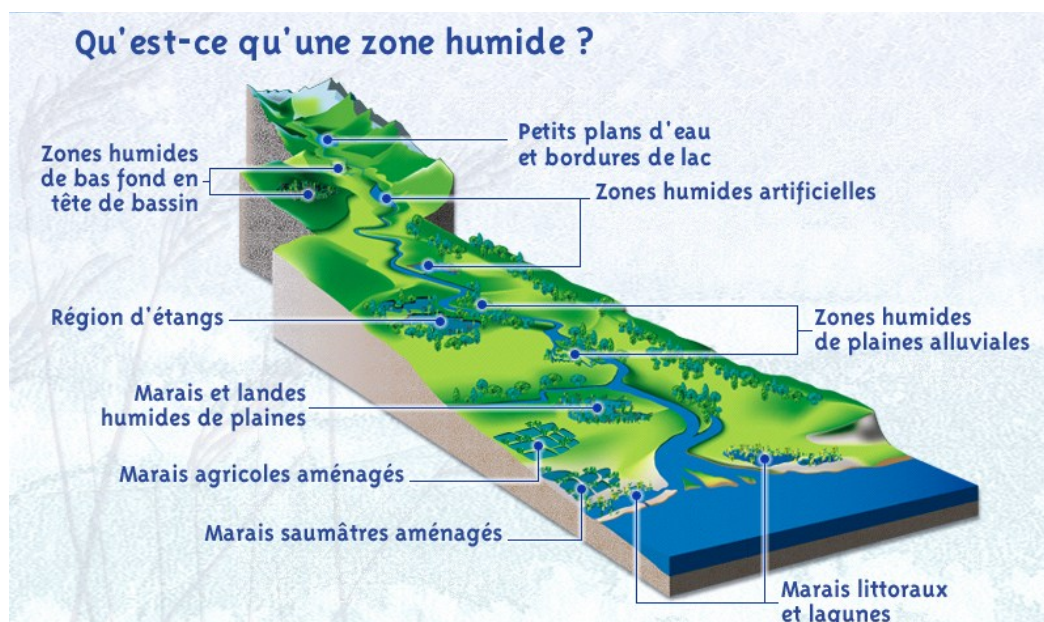 Qu'est-ce qu'une zone humide ?
Petits plans d'eau
et bordures de lac
Zones humides
de bas fond en
tête de bassin
Zones humides artificielles
Région d'étangs
Zones humides
de plaines alluviales
Marais et landes
humides de plaines
Marais agricoles aménagés
Marais saumâtres aménagés
Marais littoraux
et lagunes